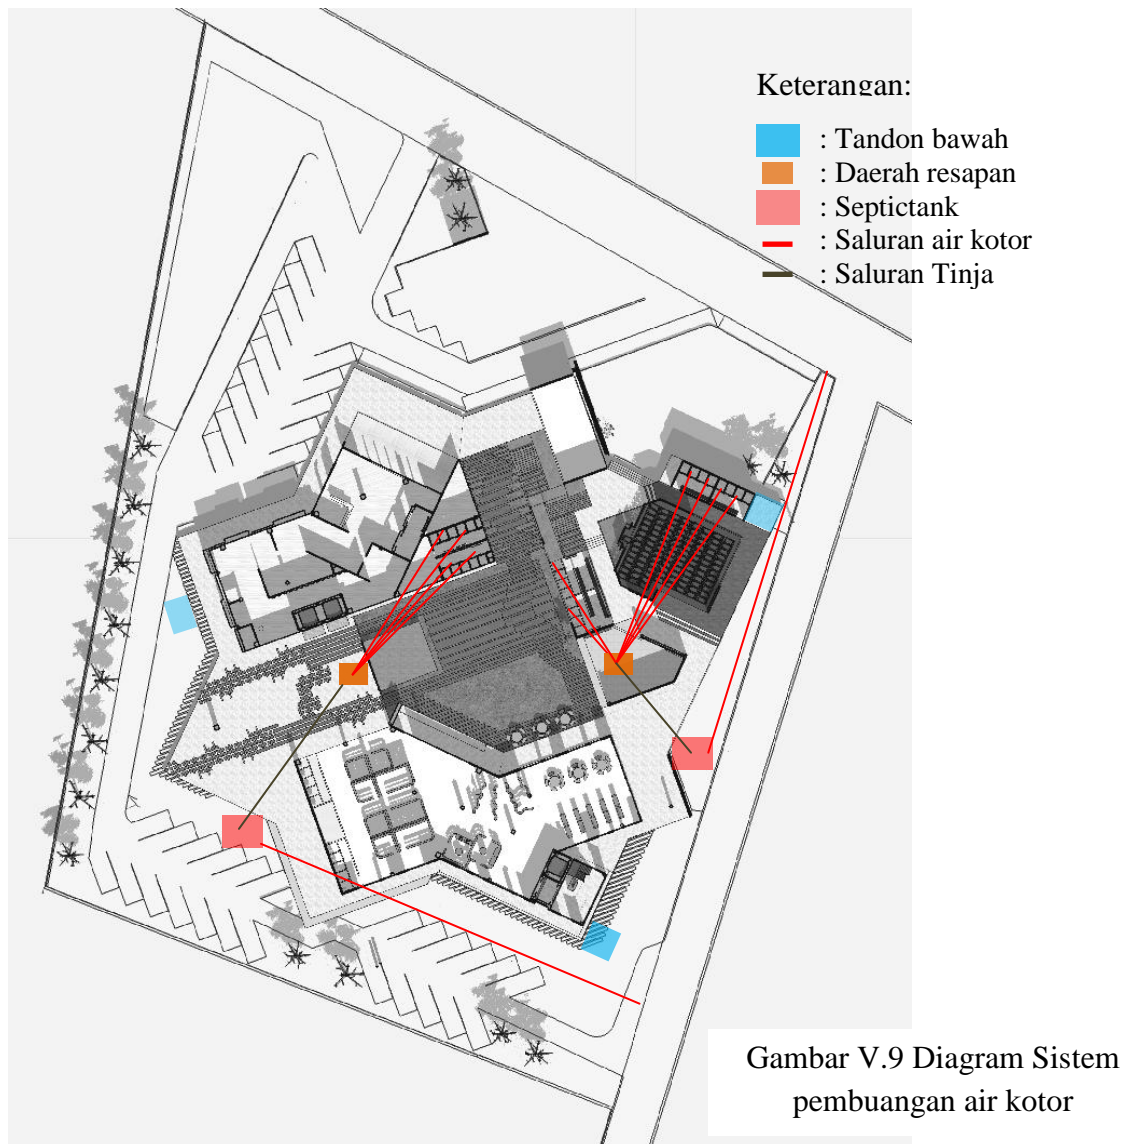 Keterangan:
: Tandon bawah
: Daerah resapan
: Septictank
: Saluran air kotor
: Saluran Tinja
Gambar V.9 Diagram Sistem
pembuangan air kotor